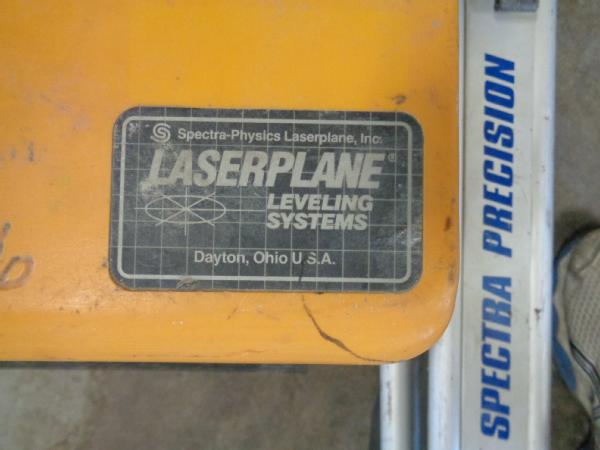 Spectra-Physics Laserplane, Inc.
LASERPLANE®
LEVELING
SYSTEMS
Dayton, Ohio U.S.A.
SPECTRA PRECISION